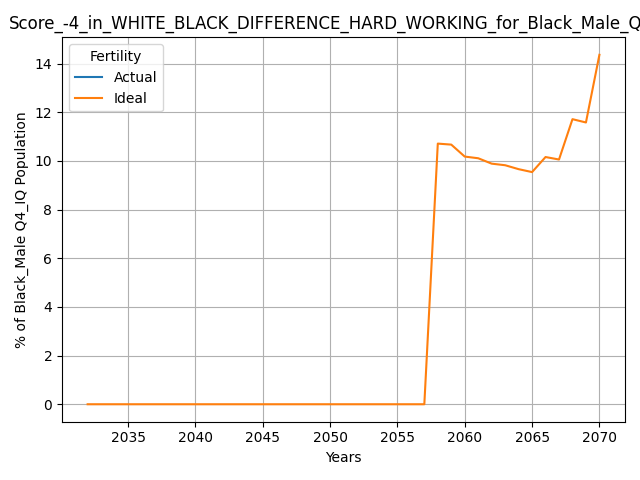 Score_-4_in_WHITE_BLACK_DIFFERENCE_HARD_WORKING_for_Black_Male_Q
Fertility
Actual
Ideal
% of Black_Male Q4_IQ Population
14
12
10
8
6
4
2
0
2035 2040 2045 2050 2055 2060 2065 2070
Years